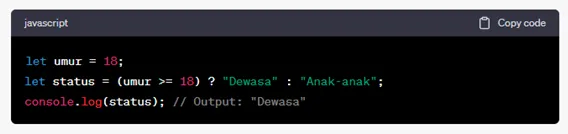 javascript
Copy code
let umur = 18;
let status = (umur >= 18) ? "Dewasa" : "Anak-anak";
console.log(status); // Output: "Dewasa"